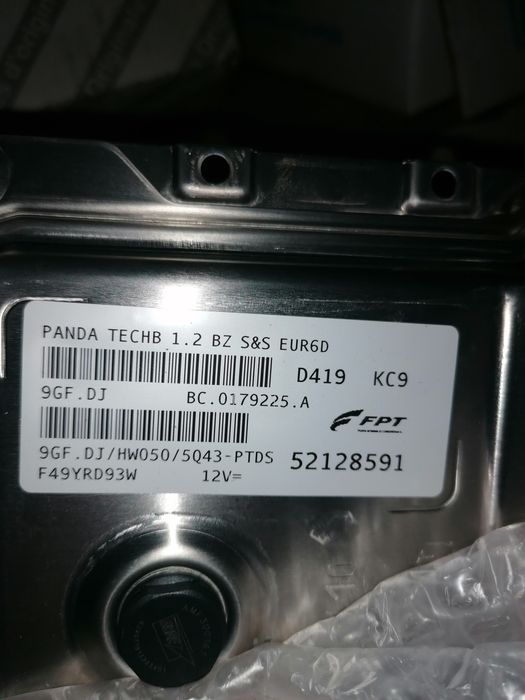 PANDA TECHB 1.2 BZ S&S EUR6D
D419 KC9
9GF.DJ BC.0179225.A
FPT
9GF.DJ/HW050/5Q43-PTDS 52128591
F49YRD93W 12V=